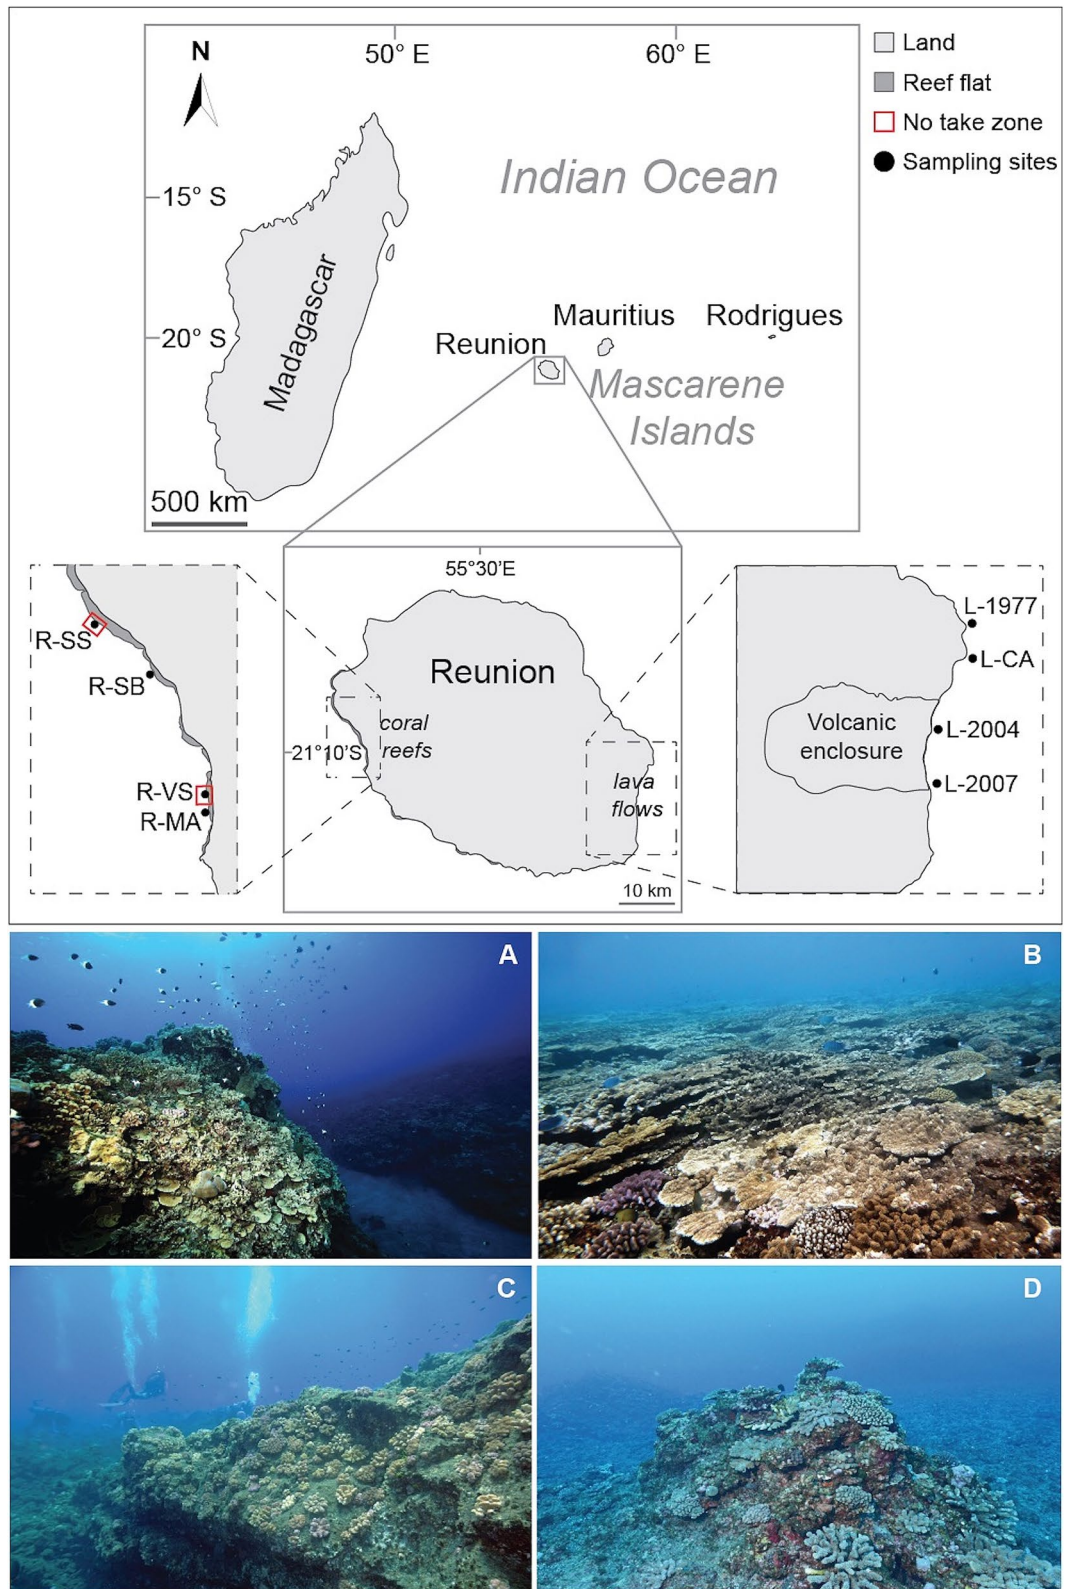 N
50° E
60° E
Land
Reef flat
No take zone
Sampling sites
Indian Ocean
15° S
Madagascar
20° S
Mauritius
Rodrigues
Reunion
Mascarene
Islands
500 km
55°30'E
R-SS
R-SB
R-VS
R-MA
Reunion
coral
reefs
21°10'S
lava
flows
10 km
L-1977
L-CA
Volcanic
enclosure
L-2004
L-2007
A
B
C
D